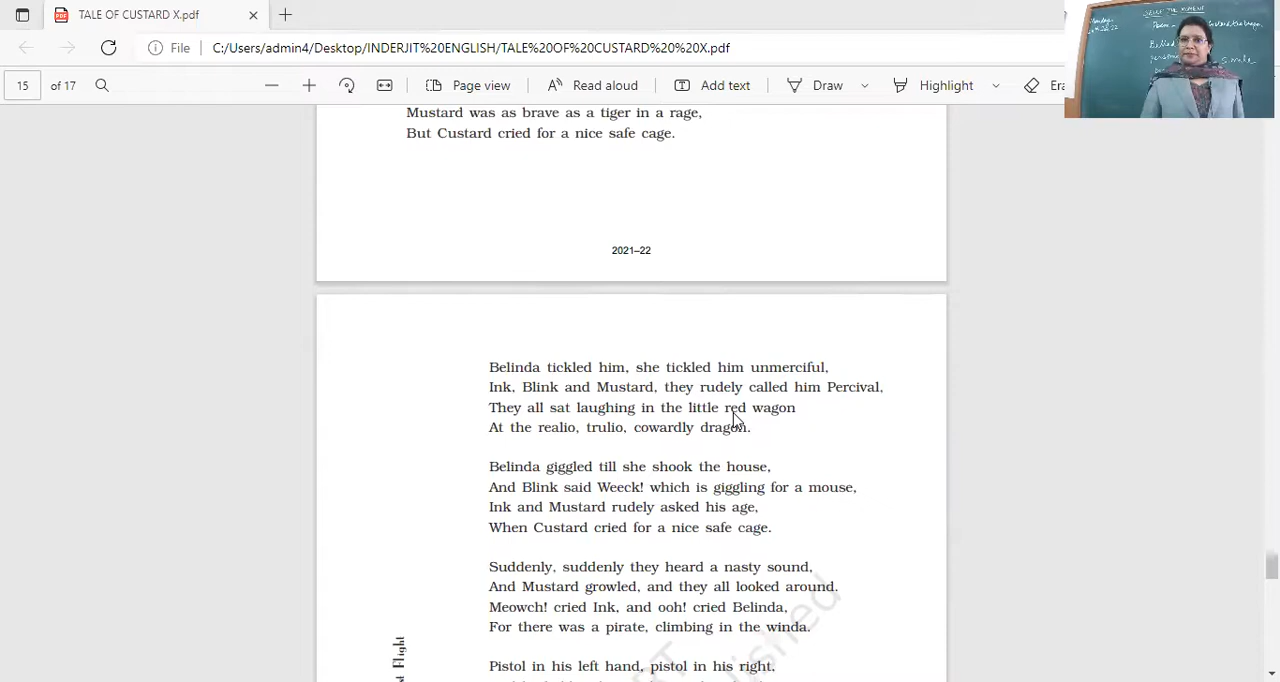 TALE OF CUSTARD X.pdf
File
C:/Users/admin4/Desktop/INDERJIT%20ENGLISH/TALE%20OF%20CUSTARD%20%20X.pdf
15 of 17
Page view
Read aloud
Add text
Draw
Highlight
Era
Mustard was as brave as a tiger in a rage,
But Custard cried for a nice safe cage.
2021–22
Belinda tickled him, she tickled him unmerciful,
Ink, Blink and Mustard, they rudely called him Percival,
They all sat laughing in the little red wagon
At the realio, trulio, cowardly dragon.
Belinda giggled till she shook the house,
And Blink said Weeck! which is giggling for a mouse,
Ink and Mustard rudely asked his age,
When Custard cried for a nice safe cage.
Suddenly, suddenly they heard a nasty sound,
And Mustard growled, and they all looked around.
Meowch! cried Ink, and ooh! cried Belinda,
For there was a pirate, climbing in the winda.
Pistol in his left hand, pistol in his right,
st Flight